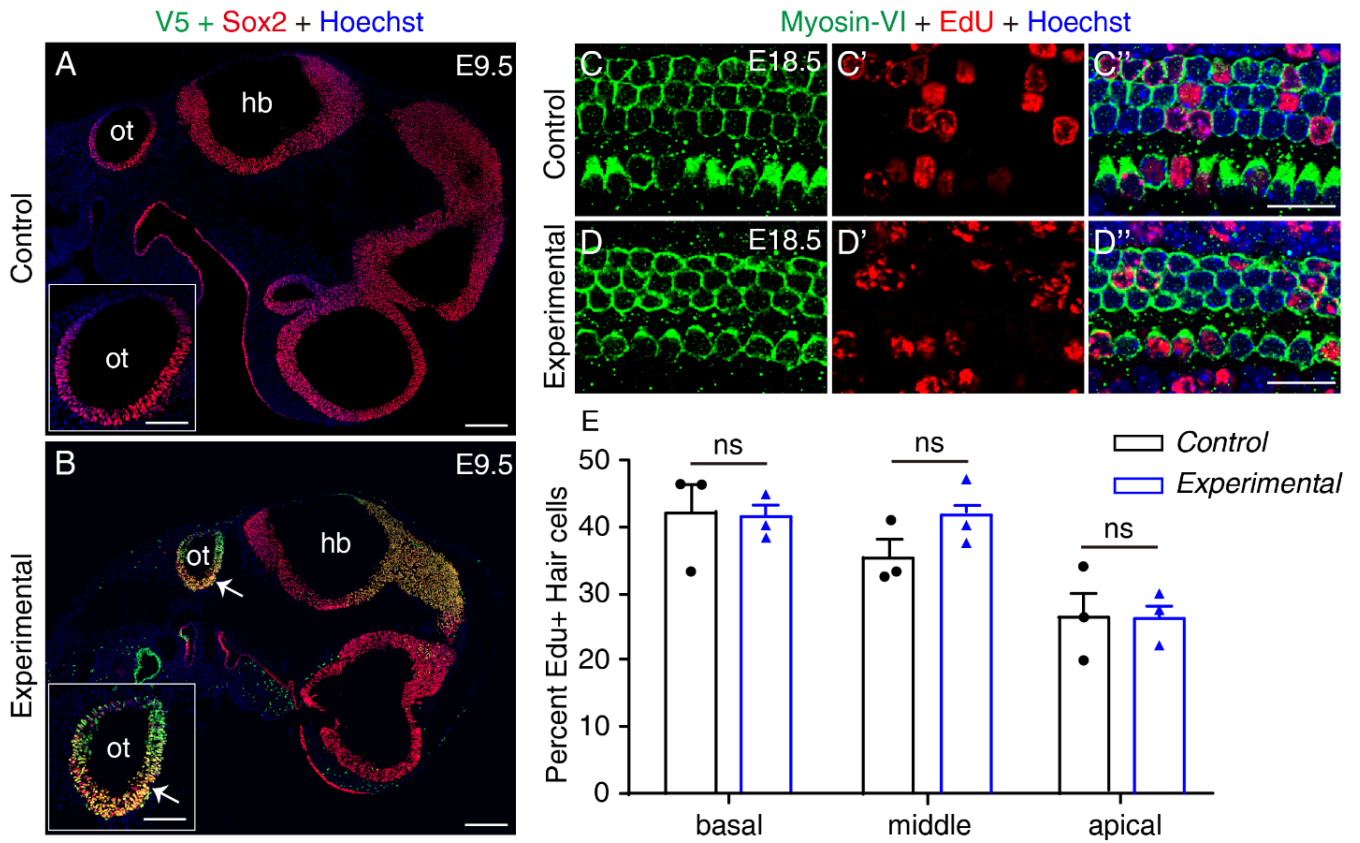 V5 + Sox2 + Hoechst
A
E9.5
ot
hb
ot
Control
B
E9.5
ot
hb
ot
Experimental
Myosin-VI + EdU + Hoechst
C
E18.5
C'
C''
Control
D
E18.5
D'
D''
Experimental
E
ns
ns
ns
Control
Experimental
Percent Edu+ Hair cells
50
40
30
20
10
0
basal
middle
apical